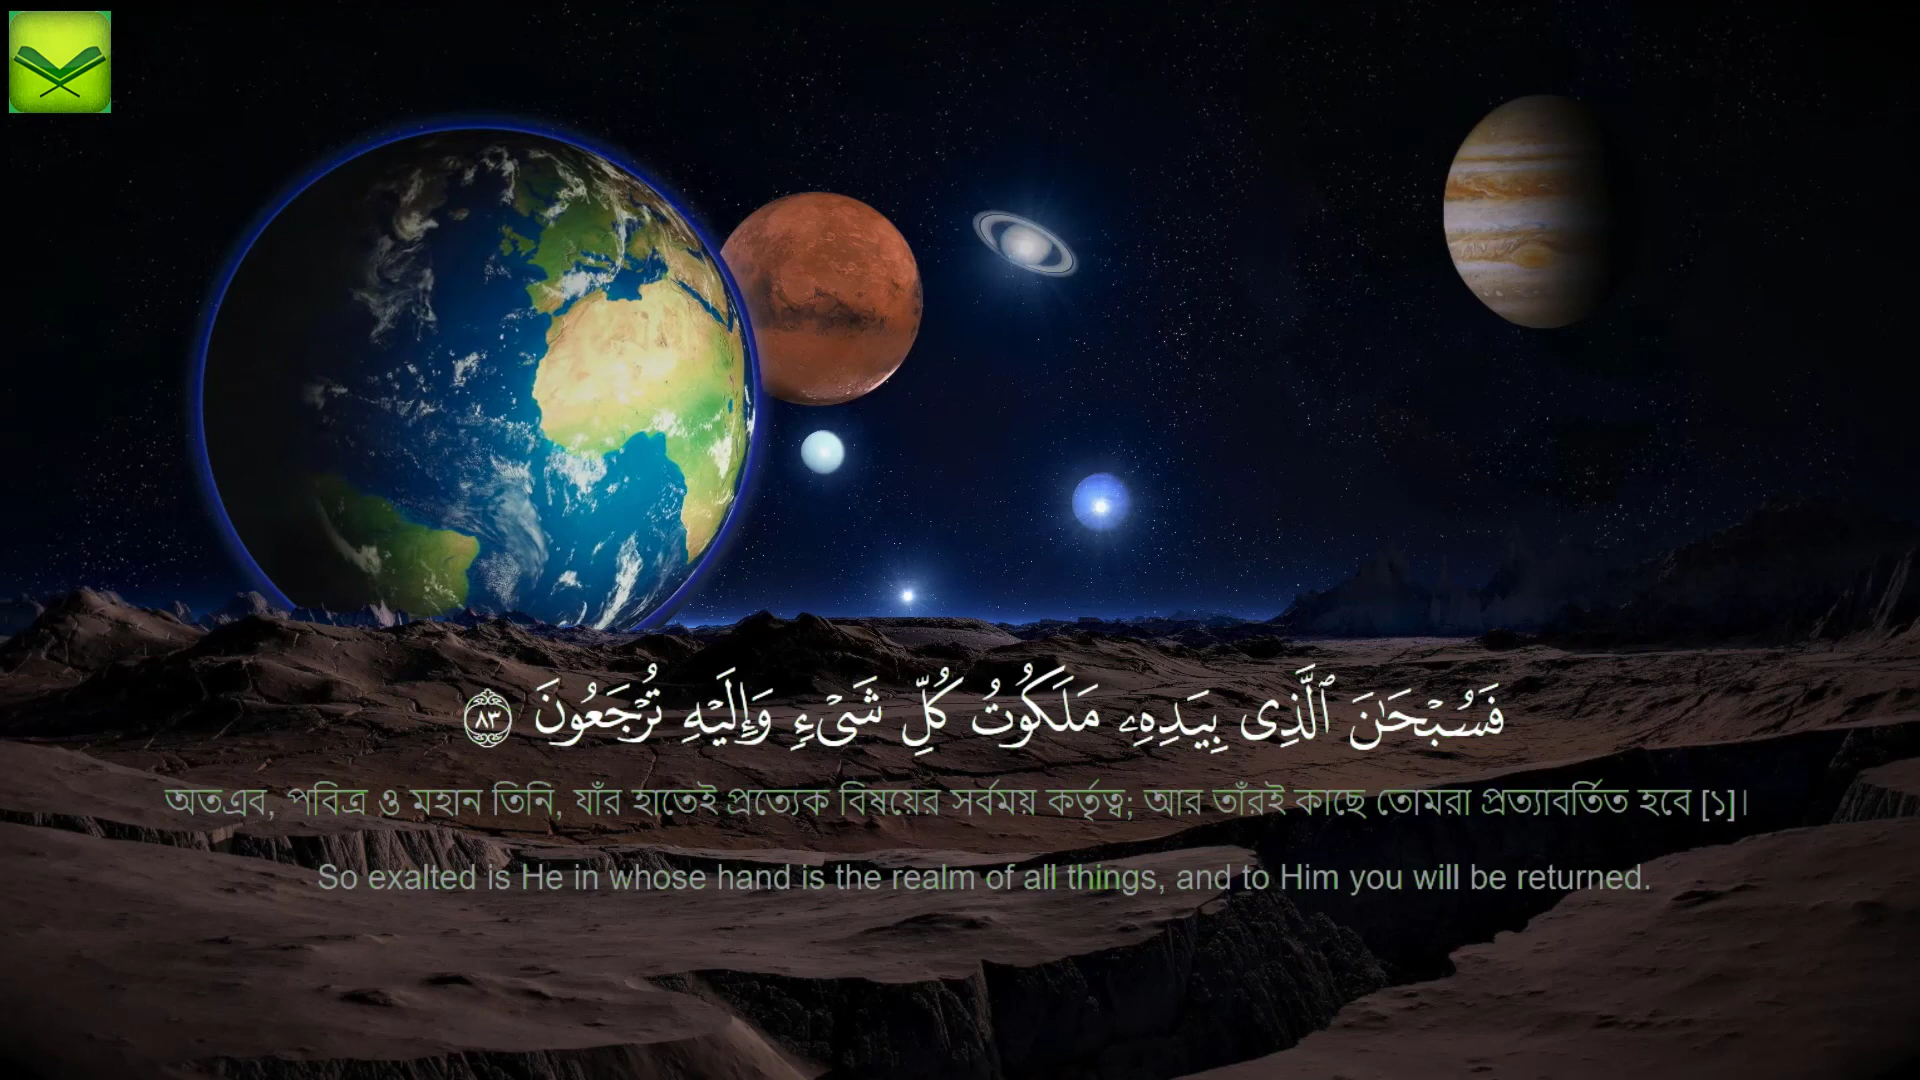 فَسُبْحَـٰنَ ٱلَّذِى بِيَدِهِۦ مَلَكُوتُ كُلِّ شَىْءٍ وَإِلَيْهِ تُرْجَعُونَ ٨٣
অতএব, পবিত্র ও মহান তিনি, যাঁর হাতেই প্রত্যেক বিষয়ের সর্বময় কর্তৃত্ব; আর তাঁরই কাছে তোমরা প্রত্যাবর্তিত হবে [১]।
So exalted is He in whose hand is the realm of all things, and to Him you will be returned.